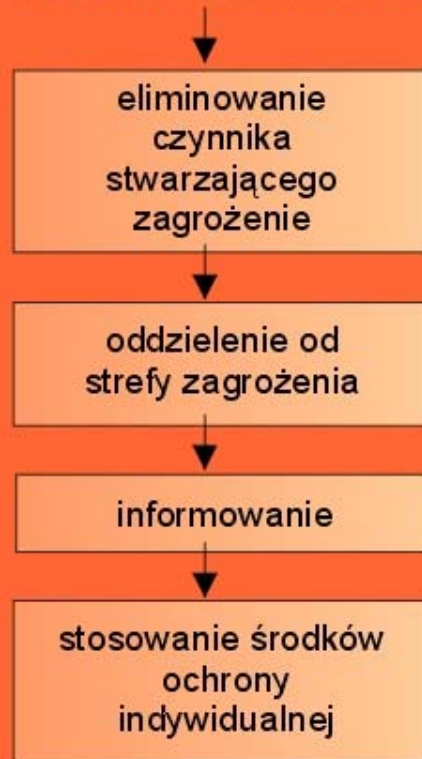 eliminowanie
czynnika
stwarzającego
zagrożenie
oddzielenie od
strefy zagrożenia
informowanie
stosowanie środków
ochrony
indywidualnej